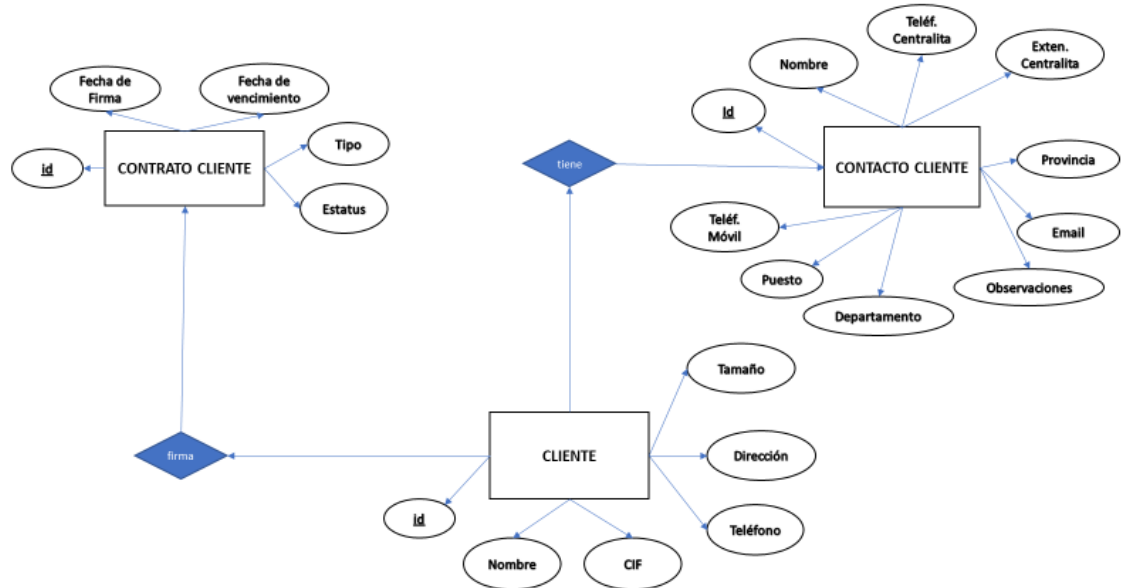 Teléf.
Centralita
Exten.
Centralita
Nombre
Fecha de
Firma
Fecha de
vencimiento
Id
Tipo
id
CONTRATO CLIENTE
tiene
CONTACTO CLIENTE
Provincia
Estatus
Teléf.
Móvil
Email
Puesto
Observaciones
Departamento
Tamaño
firma
CLIENTE
Dirección
id
Teléfono
Nombre
CIF